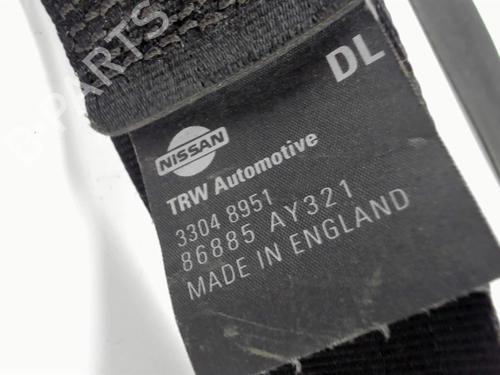 DL
NISSAN
TRW Automotive
3304 8951
86885 AY321
MADE IN ENGLAND
B-PARTS